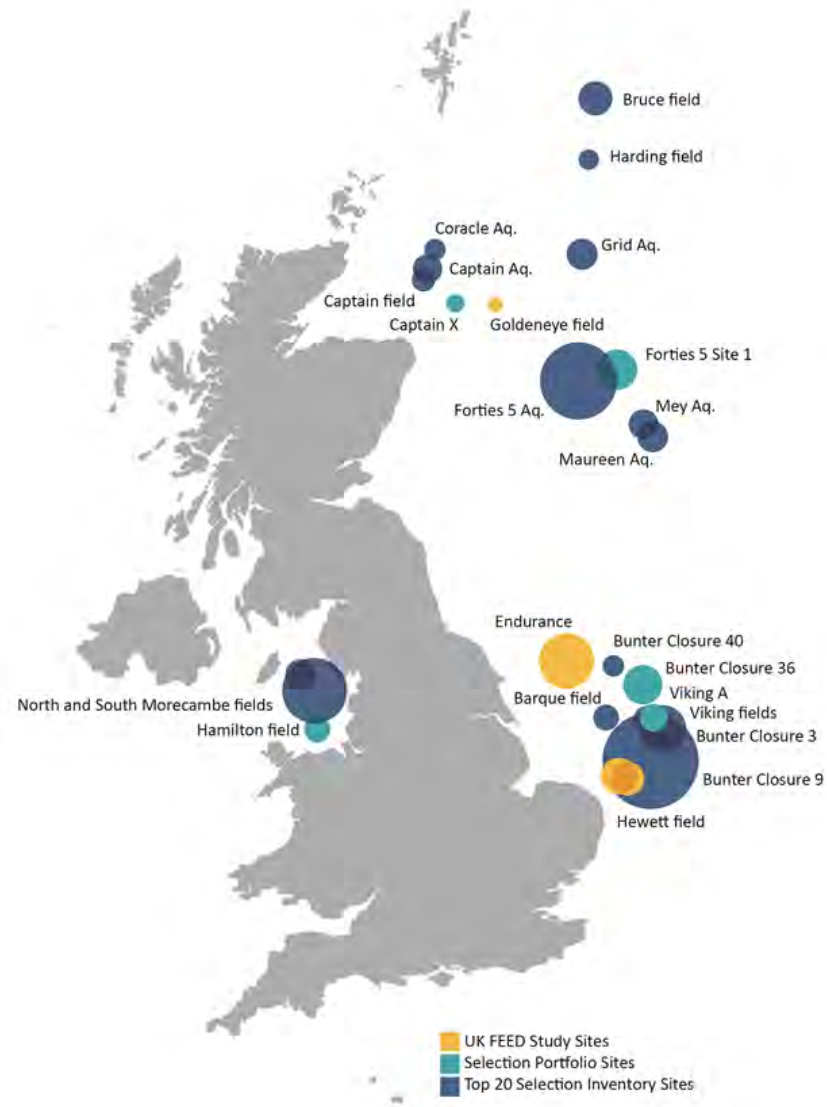 Bruce field
Harding field
Coracle Aq.
Grid Aq.
Captain Aq.
Captain field
Captain X
Goldeneye field
Forties 5 Site 1
Forties 5 Aq.
Mey Aq.
Maureen Aq.
Endurance
Bunter Closure 40
Bunter Closure 36
Barque field
Viking A
North and South Morecambe fields
Viking fields
Hamilton field
Bunter Closure 3
Bunter Closure 9
Hewett field
UK FEED Study Sites
Selection Portfolio Sites
Top 20 Selection Inventory Sites